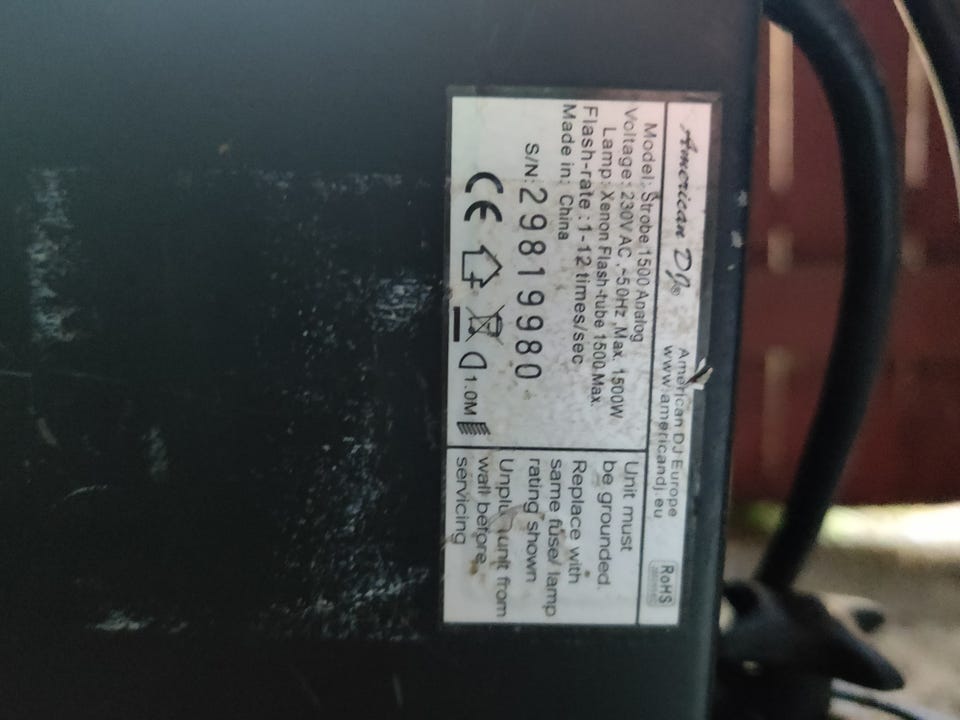 American DJ®
American DJ Europe
www.americandj.eu
RoHS
Model: Strobe 1500 Analog
Voltage: 230V AC ,~50Hz ,Max. 1500W
Lamp: Xenon Flash-tube 1500 Max.
Flash-rate : 1-12 times/sec
Made in: China
S/N: 29819980
CE
1.0M
Unit must
be grounded.
Replace with
same fuse/ lamp
rating shown
unit from
wall before
servicing